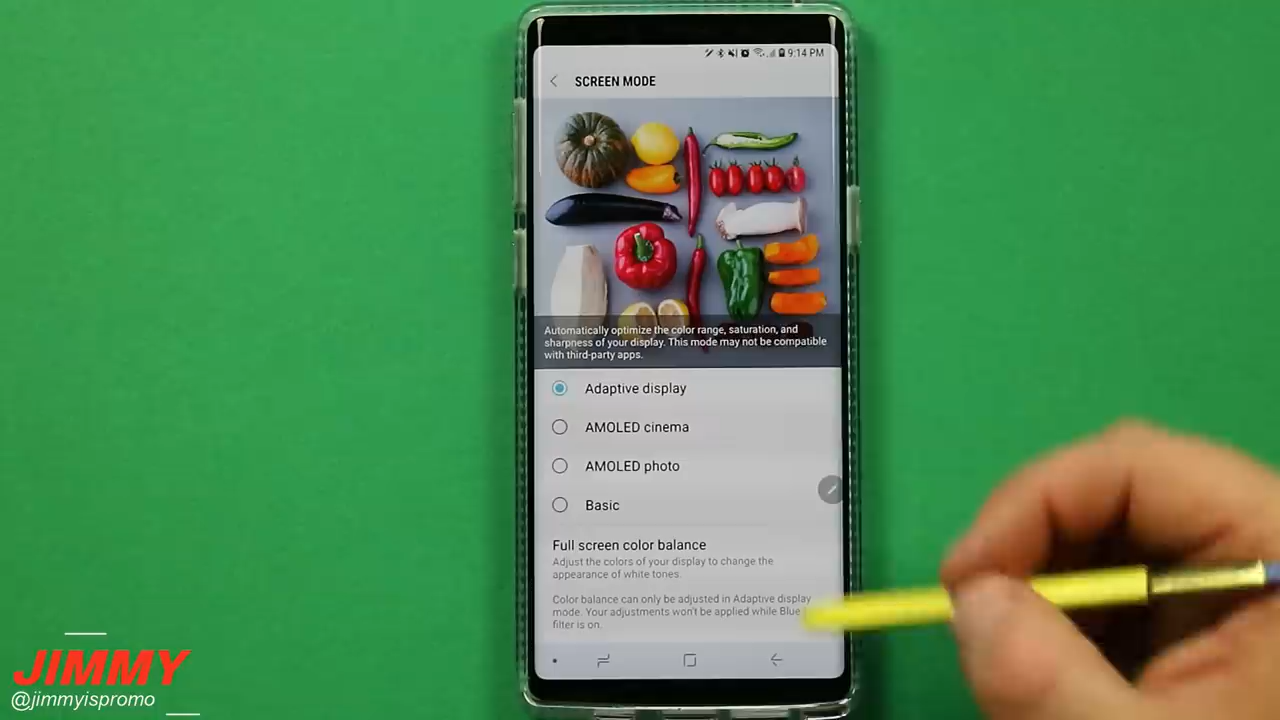 9:14 PM
SCREEN MODE
Automatically optimize the color range, saturation, and
sharpness of your display. This mode may not be compatible
with third-party apps.
Adaptive display
AMOLED cinema
AMOLED photo
Basic
Full screen color balance
Adjust the colors of your display to change the
appearance of white tones.
Color balance can only be adjusted in Adaptive display
mode. Your adjustments won't be applied while Blue
filter is on.
JIMMY
@jimmyispromo